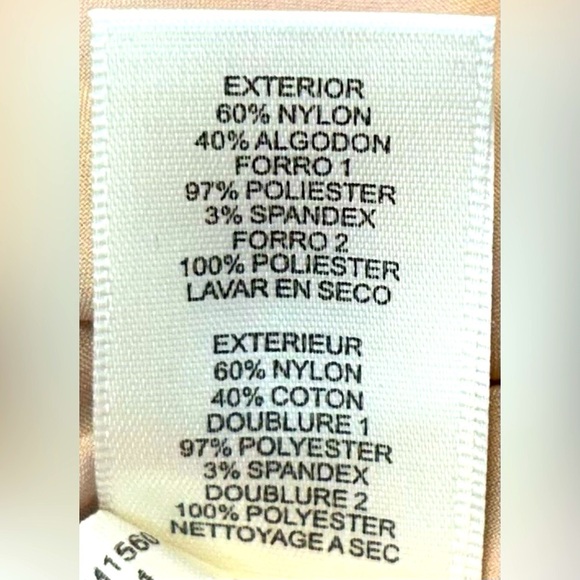 EXTERIOR
60% NYLON
40% ALGODON
FORRO 1
97% POLIESTER
3% SPANDEX
FORRO 2
100% POLIESTER
LAVAR EN SECO
EXTERIEUR
60% NYLON
40% COTON
DOUBLURE 1
97% POLYESTER
3% SPANDEX
DOUBLURE 2
100% POLYESTER
NETTOYAGE A SEC